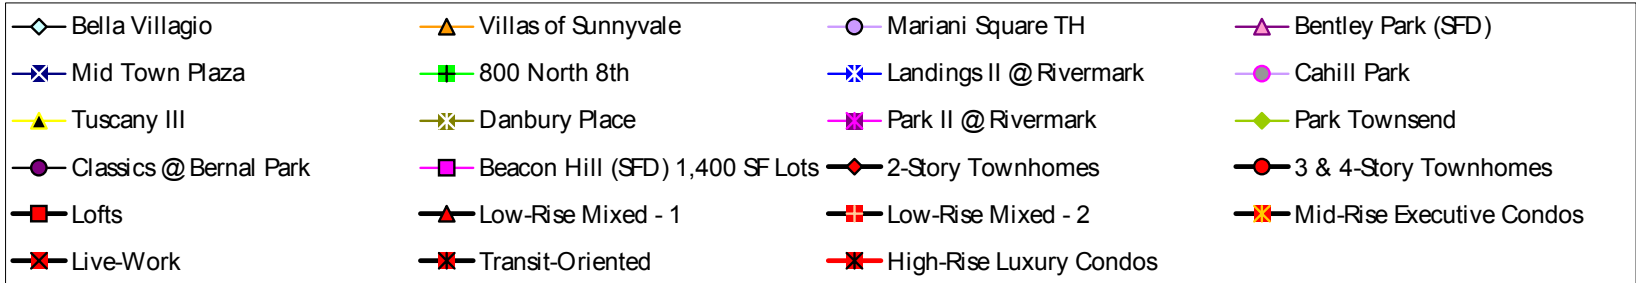 Bella Villagio Villas of Sunnyvale Mariani Square TH Bentley Park (SFD)
Mid Town Plaza 800 North 8th Landings II @ Rivermark Cahill Park
Tuscany III Danbury Place Park II @ Rivermark Park Townsend
Classics @ Bernal Park Beacon Hill (SFD) 1,400 SF Lots 2-Story Townhomes 3 & 4-Story Townhomes
Lofts Low-Rise Mixed - 1 Low-Rise Mixed - 2 Mid-Rise Executive Condos
Live-Work Transit-Oriented High-Rise Luxury Condos